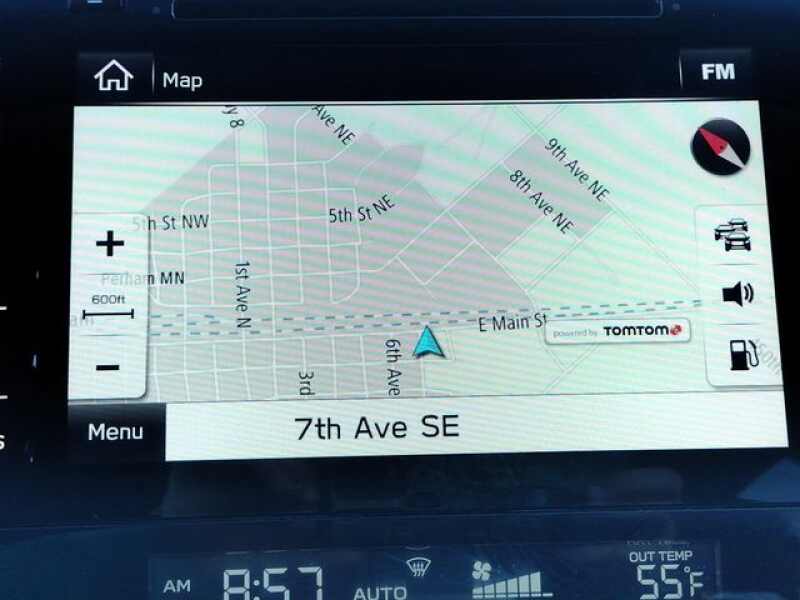 Map
FM
y 8
Ave NE
9th Ave NE
8th Ave NE
5th St NE
5th St NW
+
Perham MN
1st Ave N
600ft
E Main St
powered by TOMTOM
6th Ave
3rd
−
Menu
7th Ave SE
OUT TEMP
AM 8:57
AUTO
55°F